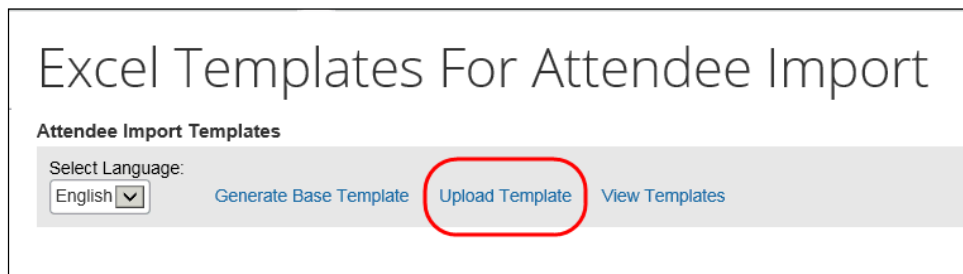 Excel Templates For Attendee Import
Attendee Import Templates
Select Language:
English Generate Base Template Upload Template View Templates